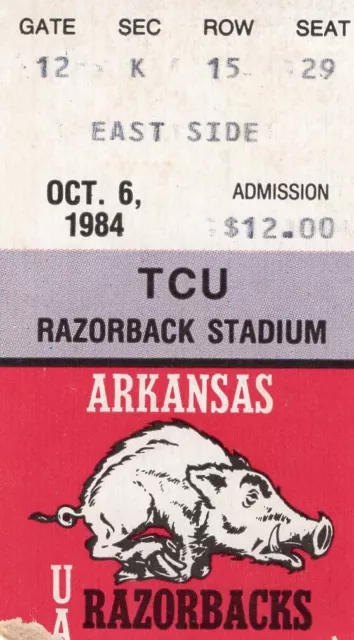 GATE SEC ROW SEAT
12 K 15 29
EAST SIDE
OCT. 6, ADMISSION
1984 $12.00
TCU
RAZORBACK STADIUM
ARKANSAS
UA RAZORBACKS